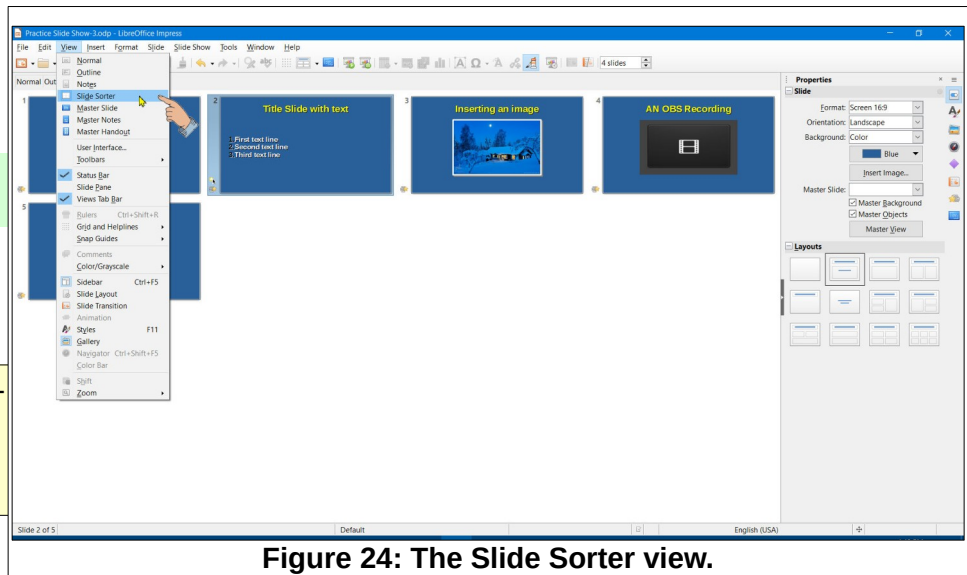 Practice Slide Show-3.odp - LibreOffice Impress
File Edit View Insert Format Slide Slide Show Tools Window Help
4 slides
Normal Out
Normal
Outline
Notes
Slide Sorter
Master Slide
Master Notes
Master Handout
User Interface...
Toolbars
Status Bar
Slide Pane
Views Tab Bar
Rulers Ctrl+Shift+R
Grid and Helplines
Snap Guides
Comments
Color/Grayscale
Sidebar Ctrl+F5
Slide Layout
Slide Transition
Animation
Styles F11
Gallery
Navigator Ctrl+Shift+F5
Color Bar
Shift
Zoom
1
2
Title Slide with text
1 First text line
2 Second text line
3 Third text line
3
Inserting an image
4
AN OBS Recording
5
Properties
Slide
Format: Screen 16:9
Orientation: Landscape
Background: Color
Blue
Insert Image...
Master Slide:
Master Background
Master Objects
Master View
Layouts
Slide 2 of 5 Default English (USA)
Figure 24: The Slide Sorter view.